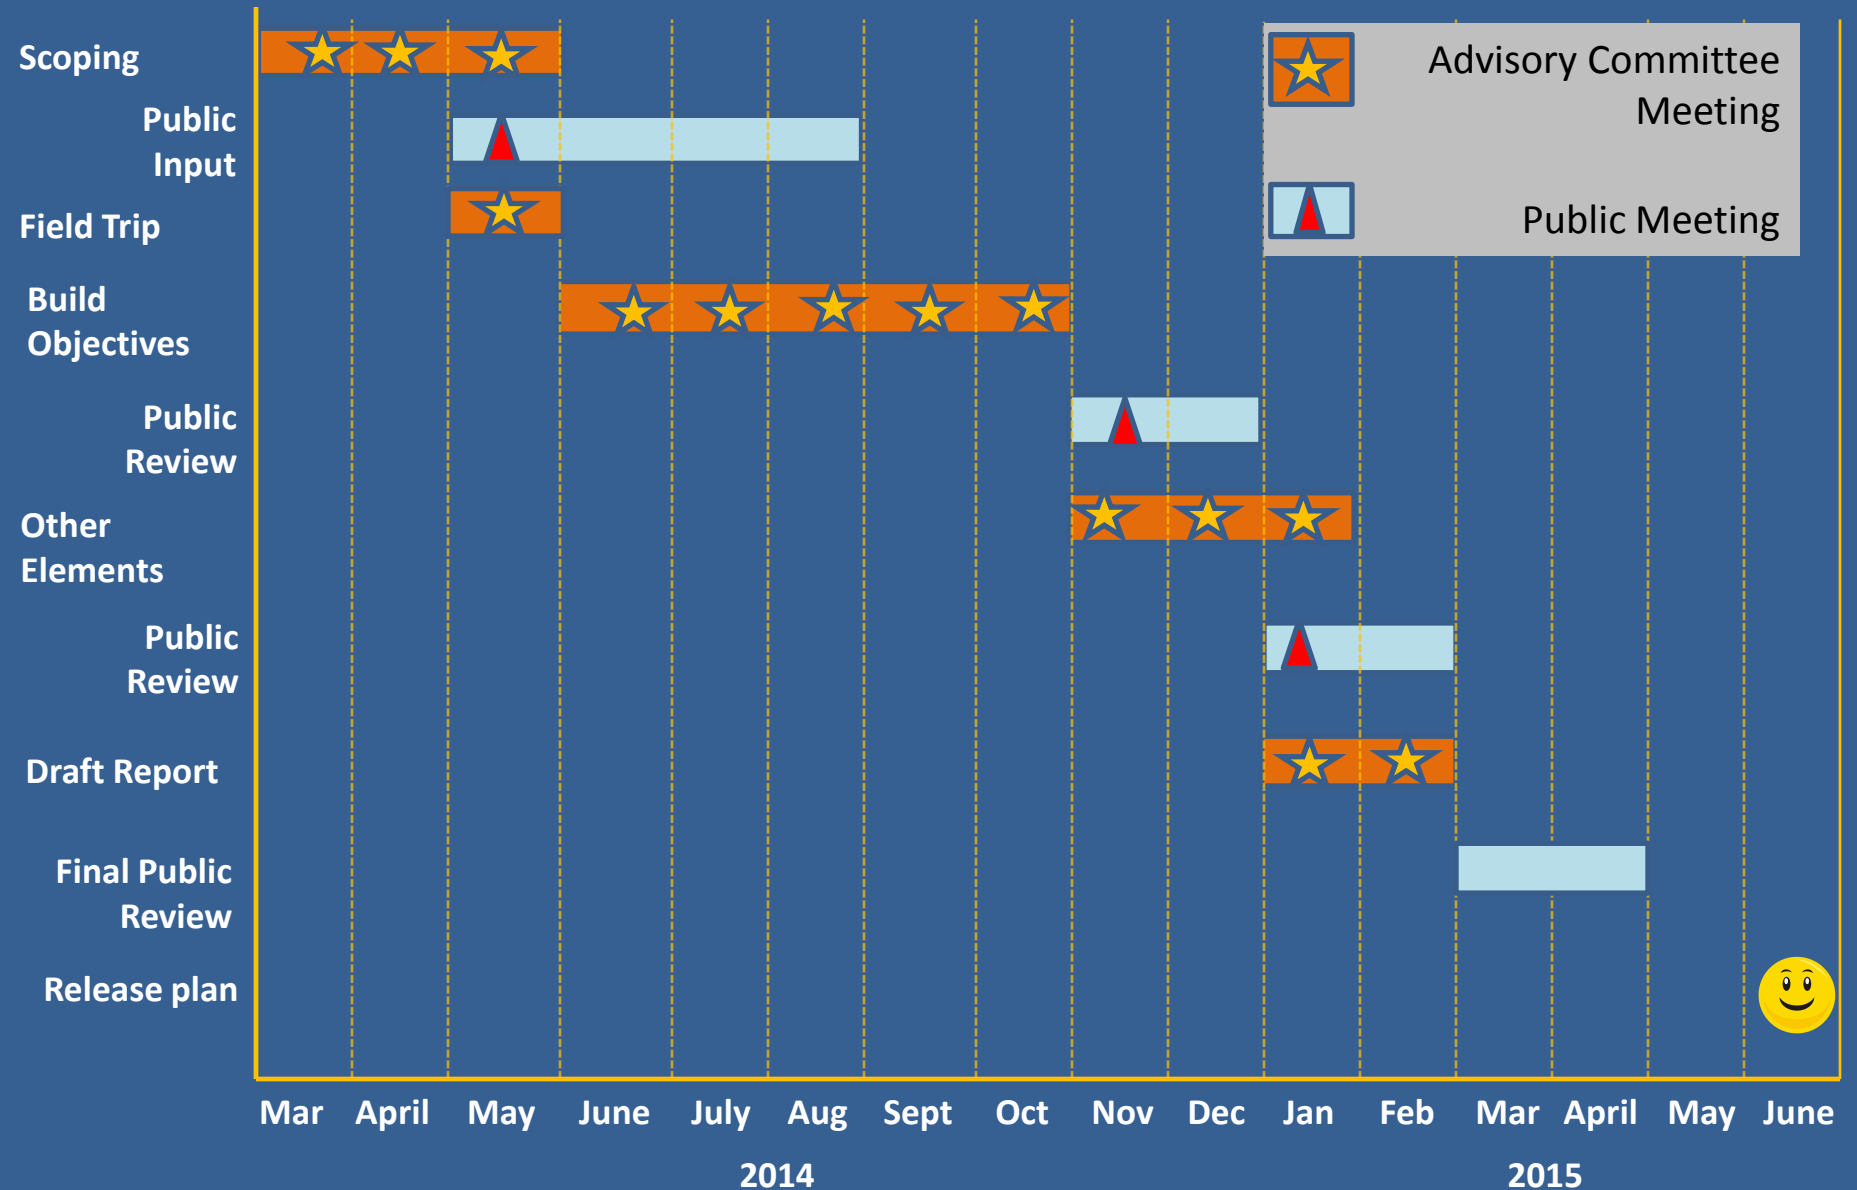 Scoping
Public
Input
Field Trip
Build
Objectives
Public
Review
Other
Elements
Public
Review
Draft Report
Final Public
Review
Release plan
Advisory Committee
Meeting
Public Meeting
Mar April May June July Aug Sept Oct Nov Dec Jan Feb Mar April May June
2014 2015